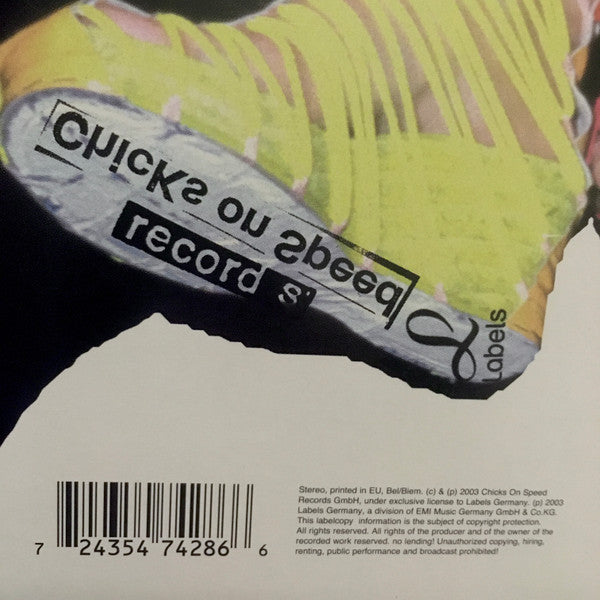 Chicks on Speed
records
Labels
7 24354 74286 6
Stereo, printed in EU, Bel/Biem. (c) & (p) 2003 Chicks On Speed
Records GmbH, under exclusive license to Labels Germany. (p) 2003
Labels Germany, a division of EMI Music Germany GmbH & Co.KG.
This labelcopy information is the subject of copyright protection.
All rights reserved. All rights of the producer and of the owner of the
recorded work reserved. no lending! Unauthorized copying, hiring,
renting, public performance and broadcast prohibited!